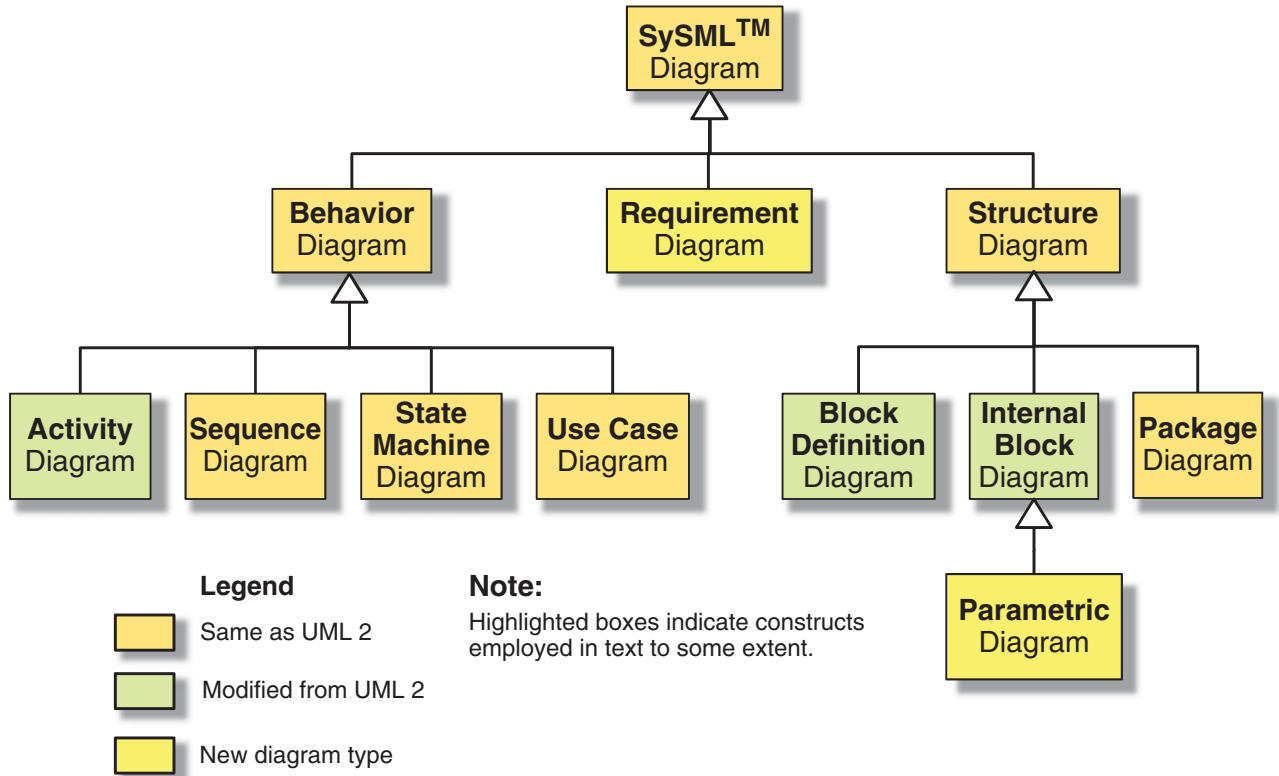 SySML™
Diagram
Behavior
Diagram
Requirement
Diagram
Structure
Diagram
Activity
Diagram
Sequence
Diagram
State
Machine
Diagram
Use Case
Diagram
Block
Definition
Diagram
Internal
Block
Diagram
Package
Diagram
Parametric
Diagram
Legend
Same as UML 2
Modified from UML 2
New diagram type
Note:
Highlighted boxes indicate constructs
employed in text to some extent.